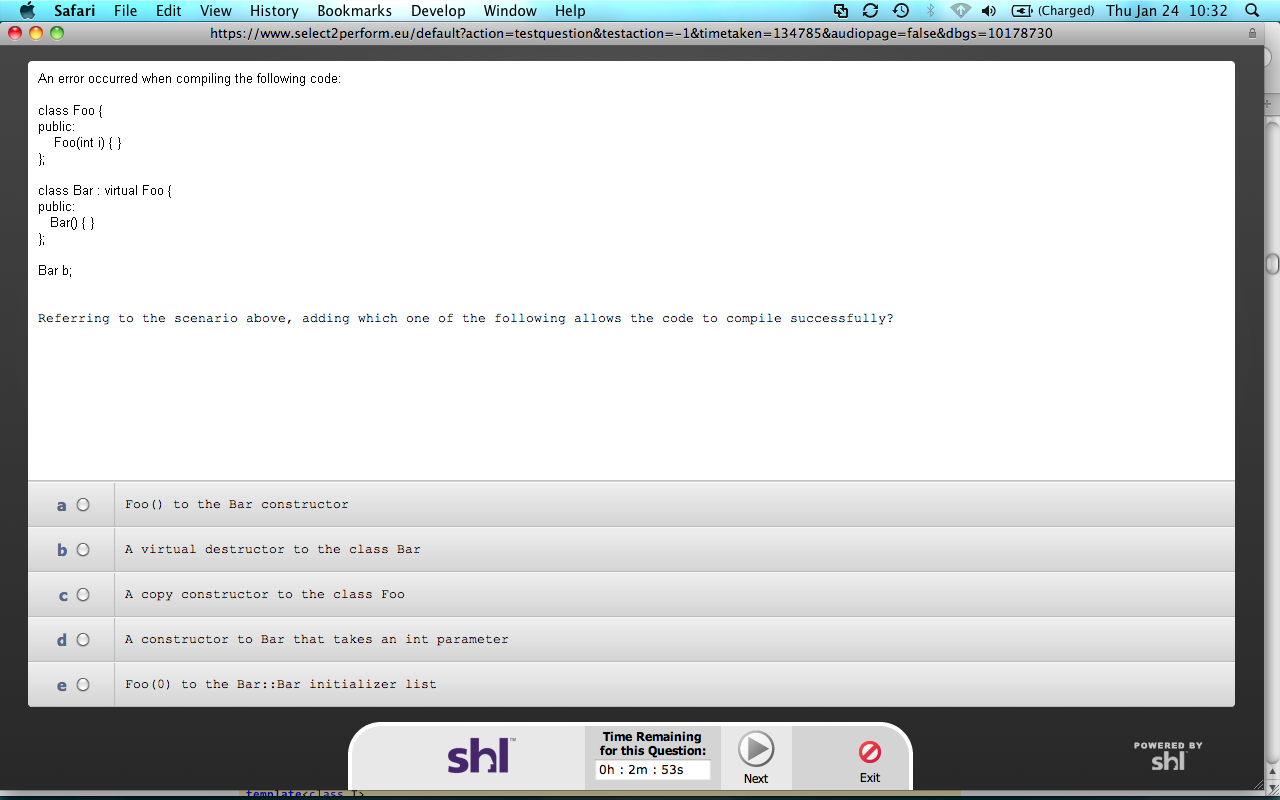 Safari File Edit View History Bookmarks Develop Window Help (Charged) Thu Jan 24 10:32
https://www.select2perform.eu/default?action=testquestion&testaction=-1&timetaken=134785&audiopage=false&dbgs=10178730
An error occurred when compiling the following code:
class Foo {
public:
Foo(int i) { }
};
class Bar : virtual Foo {
public:
Bar() { }
};
Bar b;
Referring to the scenario above, adding which one of the following allows the code to compile successfully?
a Foo() to the Bar constructor
b A virtual destructor to the class Bar
c A copy constructor to the class Foo
d A constructor to Bar that takes an int parameter
e Foo(0) to the Bar::Bar initializer list
shl™
Time Remaining
for this Question:
0h : 2m : 53s
Next
Exit
POWERED BY
shl
template<class T>